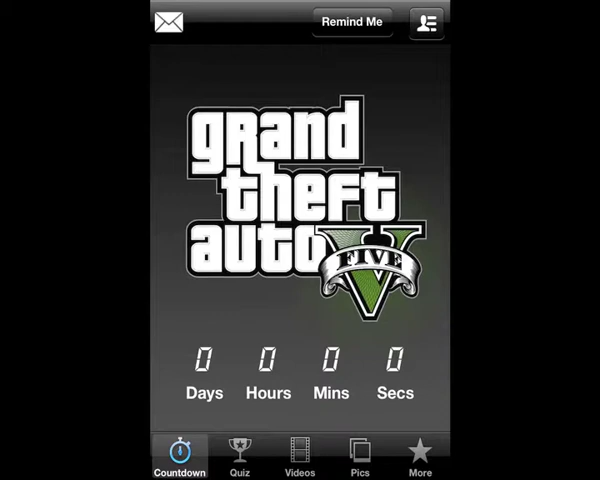 Remind Me
grand
theft
auto V
FIVE
0 0 0 0
Days Hours Mins Secs
Countdown Quiz Videos Pics More